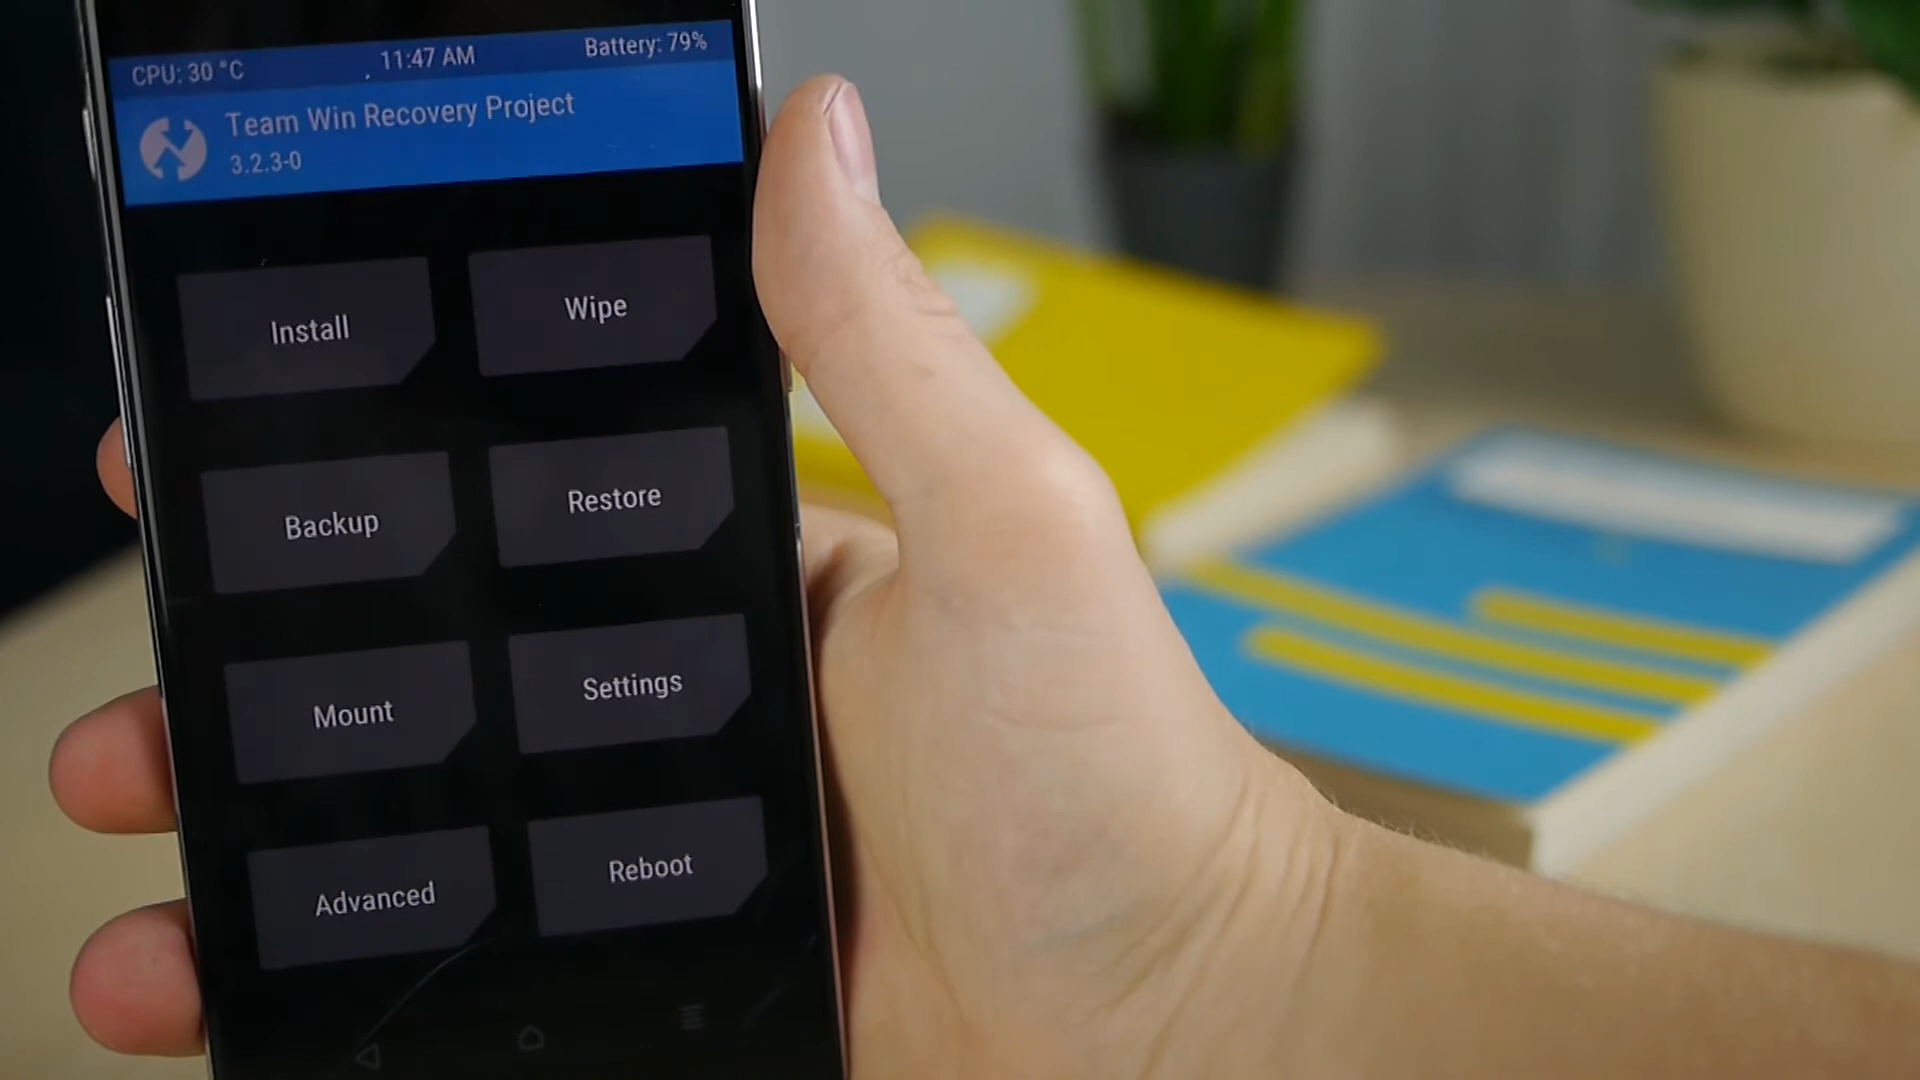 CPU: 30 °C 11:47 AM Battery: 79%
Team Win Recovery Project
3.2.3-0
Install Wipe
Backup Restore
Mount Settings
Advanced Reboot